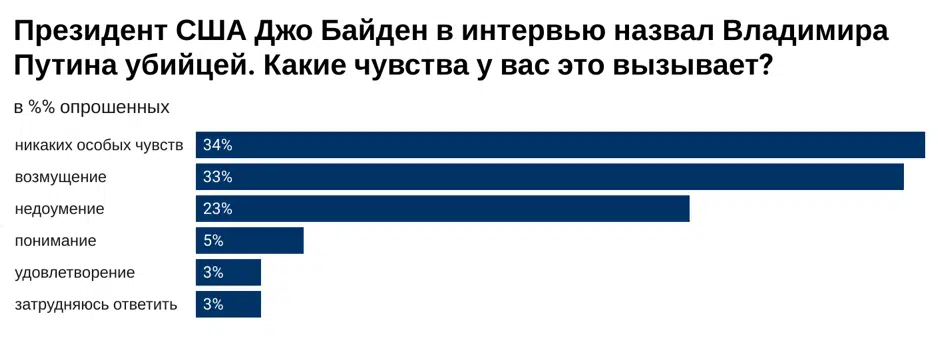 Президент США Джо Байден в интервью назвал Владимира
Путина убийцей. Какие чувства у вас это вызывает?
в %% опрошенных
никаких особых чувств 34%
возмущение 33%
недоумение 23%
понимание 5%
удовлетворение 3%
затрудняюсь ответить 3%